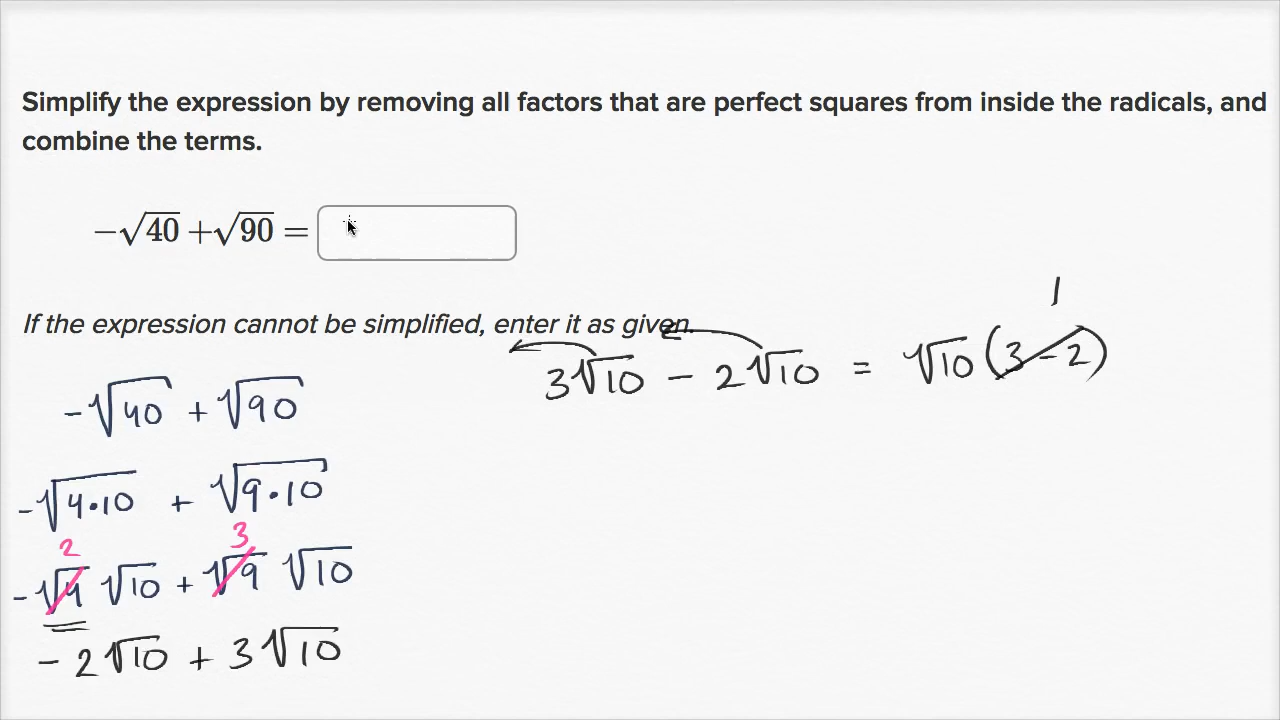 Simplify the expression by removing all factors that are perfect squares from inside the radicals, and
combine the terms.
−√40 +√90 =
If the expression cannot be simplified, enter it as given.
1
3√10 − 2√10 = √10 (3 − 2)
-√40 + √90
-√4·10 + √9·10
2 3
-√4 √10 + √9 √10
- 2√10 + 3√10